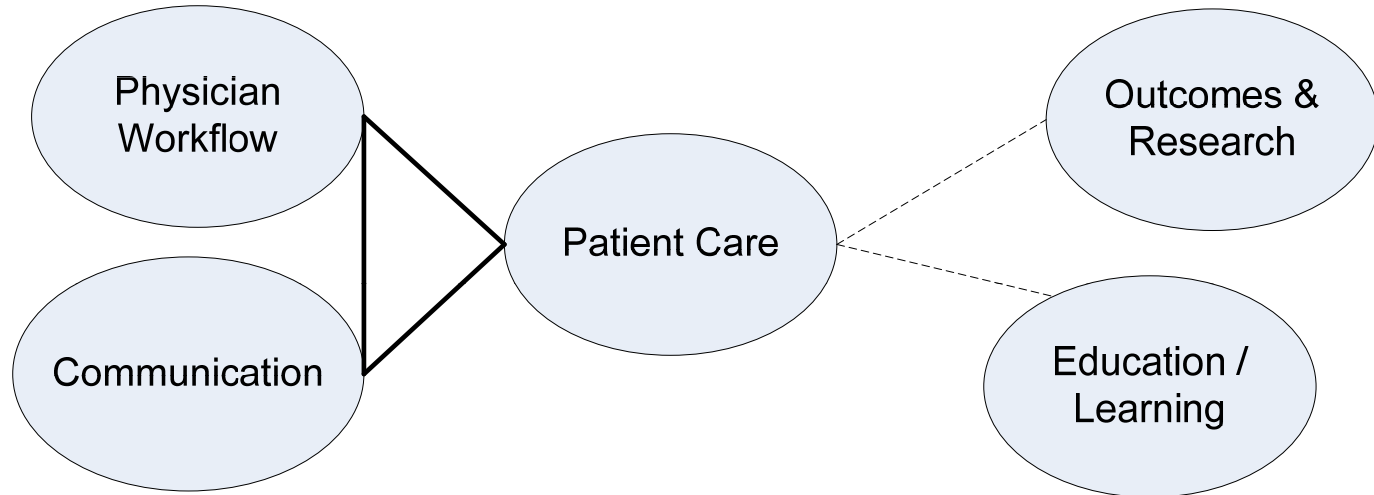 Physician
Workflow
Communication
Patient Care
Outcomes &
Research
Education /
Learning